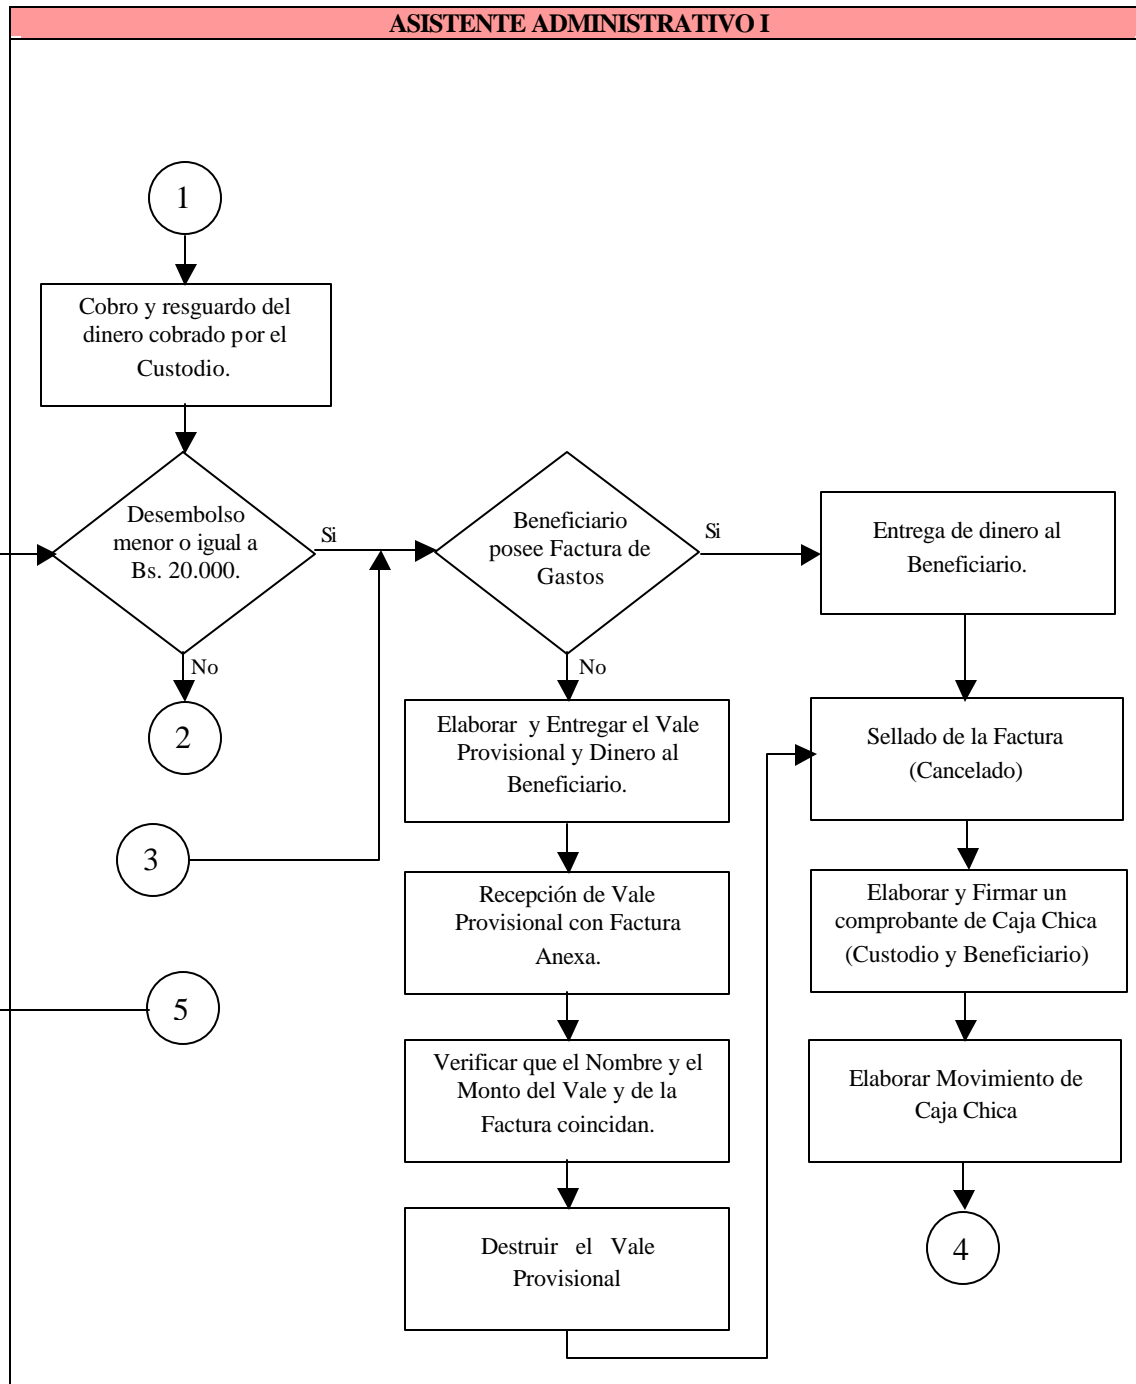 ASISTENTE ADMINISTRATIVO I
1
Cobro y resguardo del
dinero cobrado por el
Custodio.
Desembolso
menor o igual a
Bs. 20.000.
Si
No
2
3
5
Beneficiario
posee Factura de
Gastos
Si
No
Elaborar y Entregar el Vale
Provisional y Dinero al
Beneficiario.
Recepción de Vale
Provisional con Factura
Anexa.
Verificar que el Nombre y el
Monto del Vale y de la
Factura coincidan.
Destruir el Vale
Provisional
Entrega de dinero al
Beneficiario.
Sellado de la Factura
(Cancelado)
Elaborar y Firmar un
comprobante de Caja Chica
(Custodio y Beneficiario)
Elaborar Movimiento de
Caja Chica
4